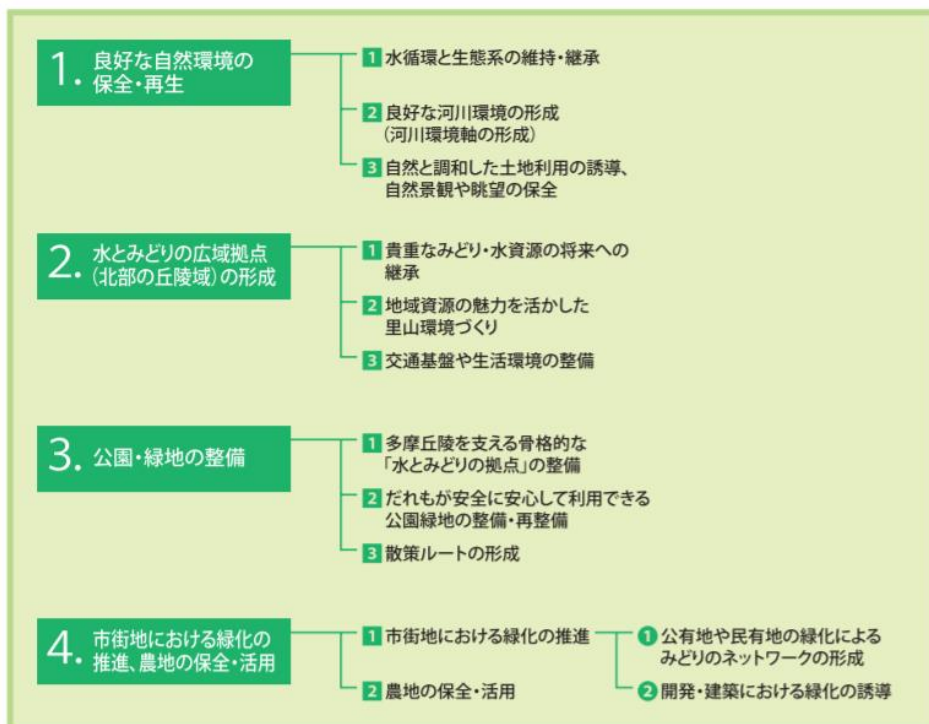 1. 良好な自然環境の
保全・再生
1 水循環と生態系の維持・継承
2 良好な河川環境の形成
(河川環境軸の形成)
3 自然と調和した土地利用の誘導、
自然景観や眺望の保全
2. 水とみどりの広域拠点
(北部の丘陵域)の形成
1 貴重なみどり・水資源の将来への
継承
2 地域資源の魅力を活かした
里山環境づくり
3 交通基盤や生活環境の整備
3. 公園・緑地の整備
1 多摩丘陵を支える骨格的な
「水とみどりの拠点」の整備
2 だれもが安全に安心して利用できる
公園緑地の整備・再整備
3 散策ルートの形成
4. 市街地における緑化の
推進、農地の保全・活用
1 市街地における緑化の推進
1 公有地や民有地の緑化による
みどりのネットワークの形成
2 開発・建築における緑化の誘導
2 農地の保全・活用